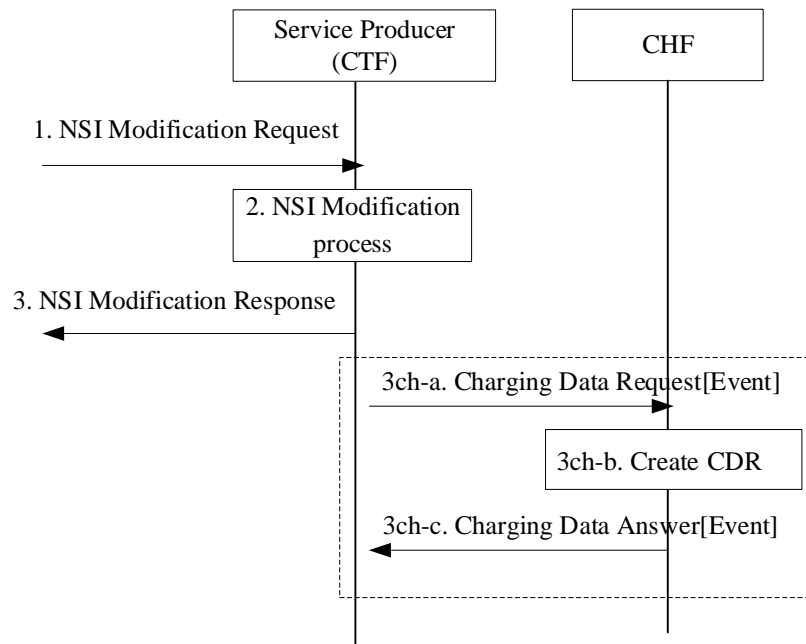 Service Producer
(CTF)
CHF
1. NSI Modification Request
2. NSI Modification
process
3. NSI Modification Response
3ch-a. Charging Data Request[Event]
3ch-b. Create CDR
3ch-c. Charging Data Answer[Event]